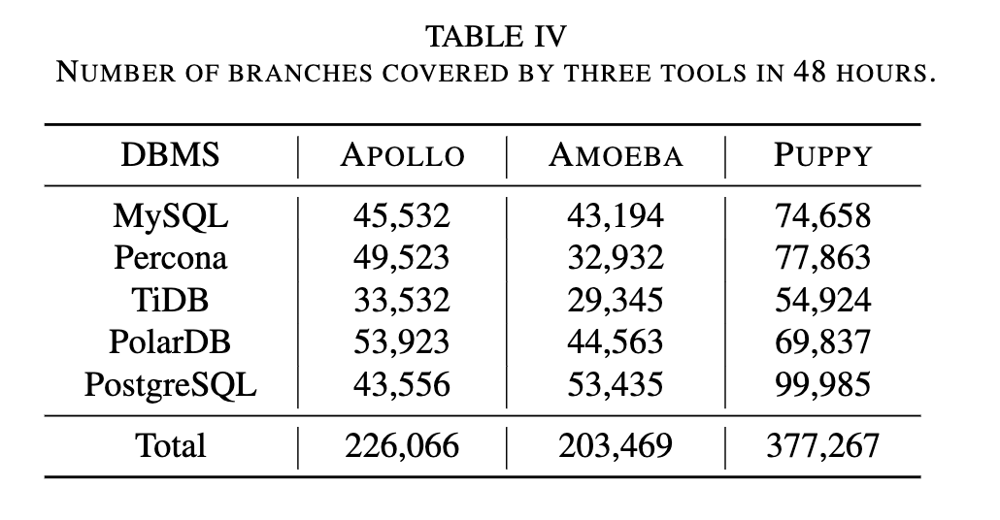 TABLE IV
NUMBER OF BRANCHES COVERED BY THREE TOOLS IN 48 HOURS.
DBMS APOLLO AMOEBA PUPPY
MySQL 45,532 43,194 74,658
Percona 49,523 32,932 77,863
TiDB 33,532 29,345 54,924
PolarDB 53,923 44,563 69,837
PostgreSQL 43,556 53,435 99,985
Total 226,066 203,469 377,267